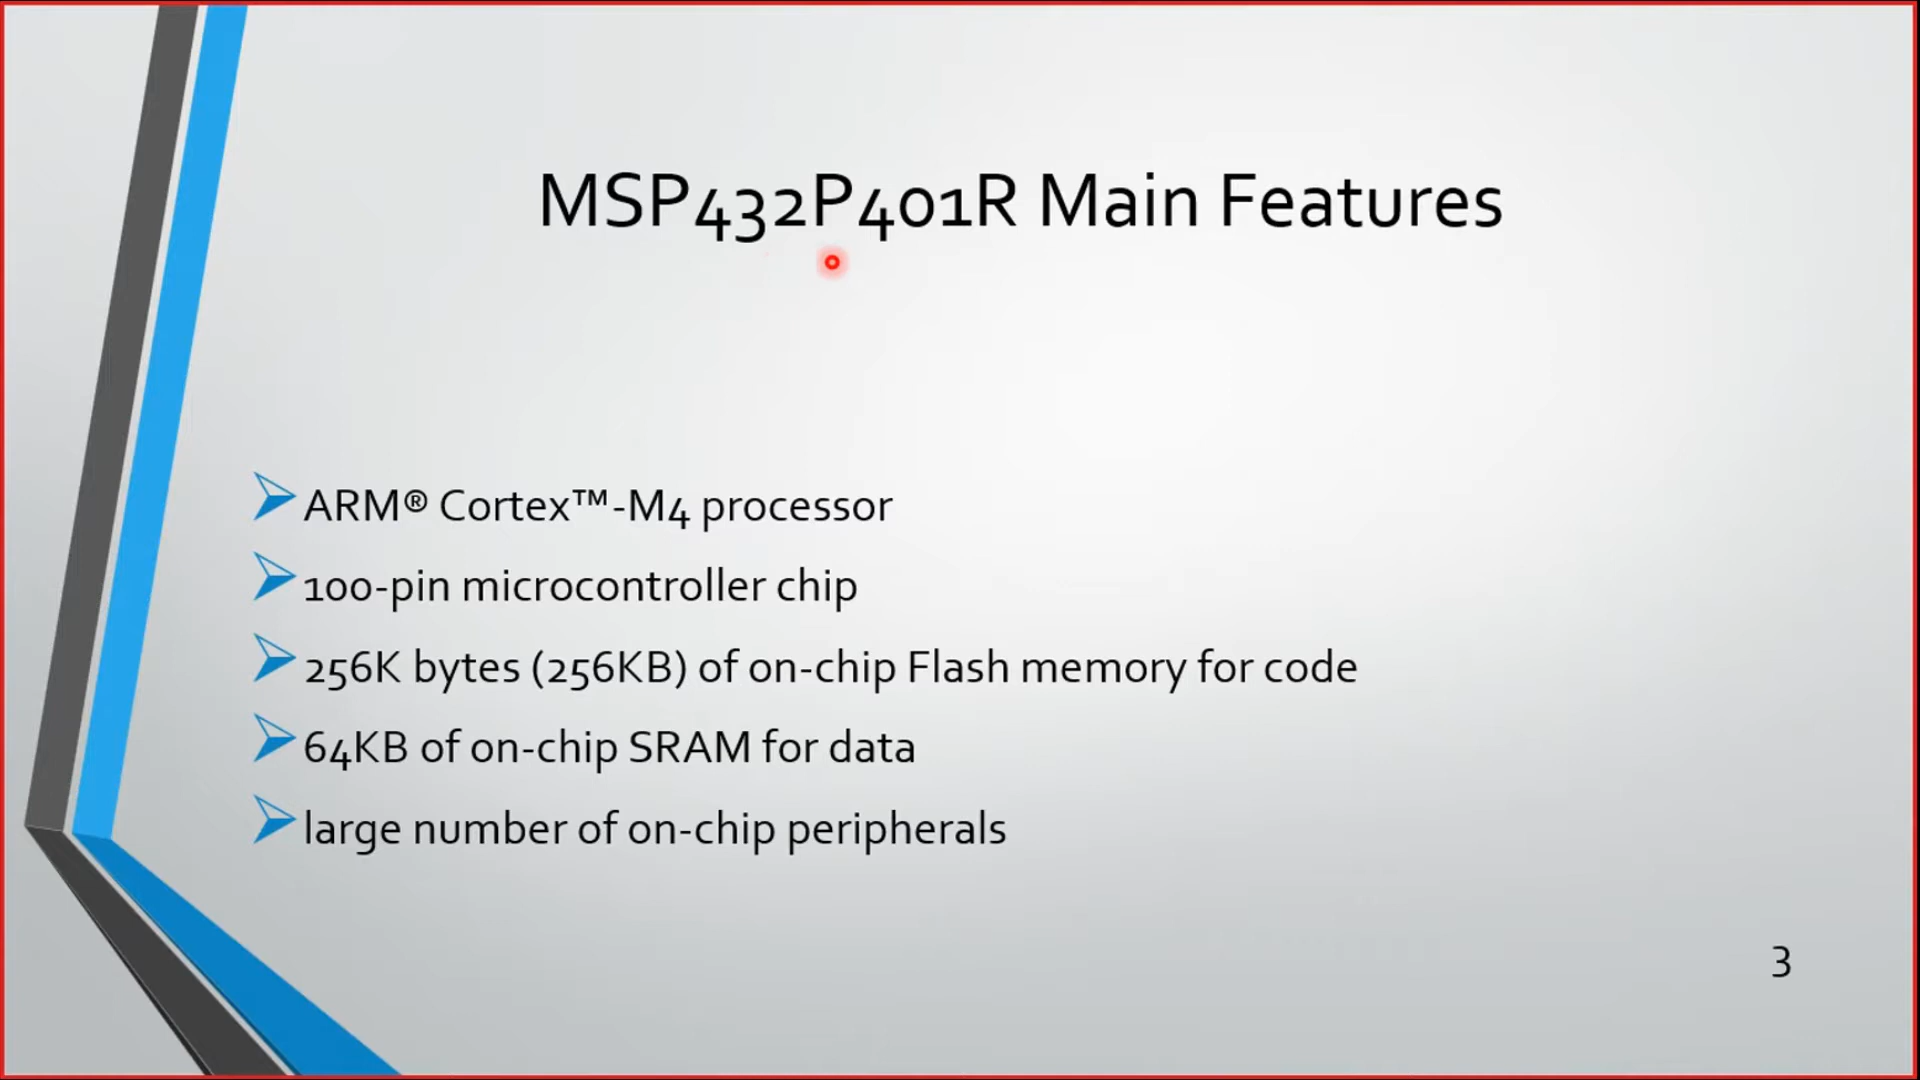 MSP432P401R Main Features
ARM® Cortex™-M4 processor
100-pin microcontroller chip
256K bytes (256KB) of on-chip Flash memory for code
64KB of on-chip SRAM for data
large number of on-chip peripherals
3